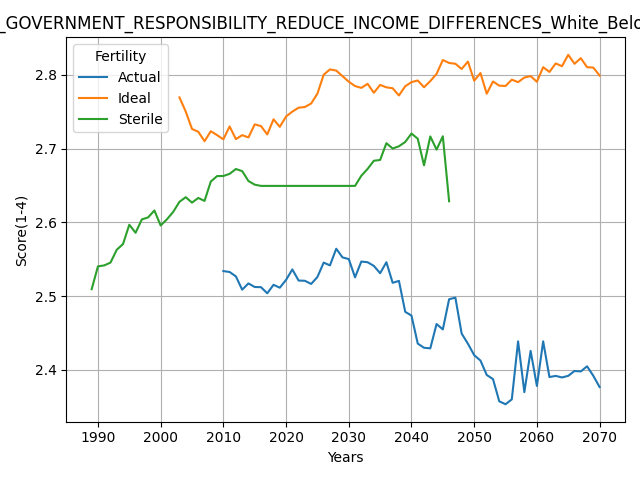 _GOVERNMENT_RESPONSIBILITY_REDUCE_INCOME_DIFFERENCES_White_Belo
Fertility
Actual
Ideal
Sterile
2.8
2.7
2.6
2.5
2.4
Score(1-4)
1990 2000 2010 2020 2030 2040 2050 2060 2070
Years